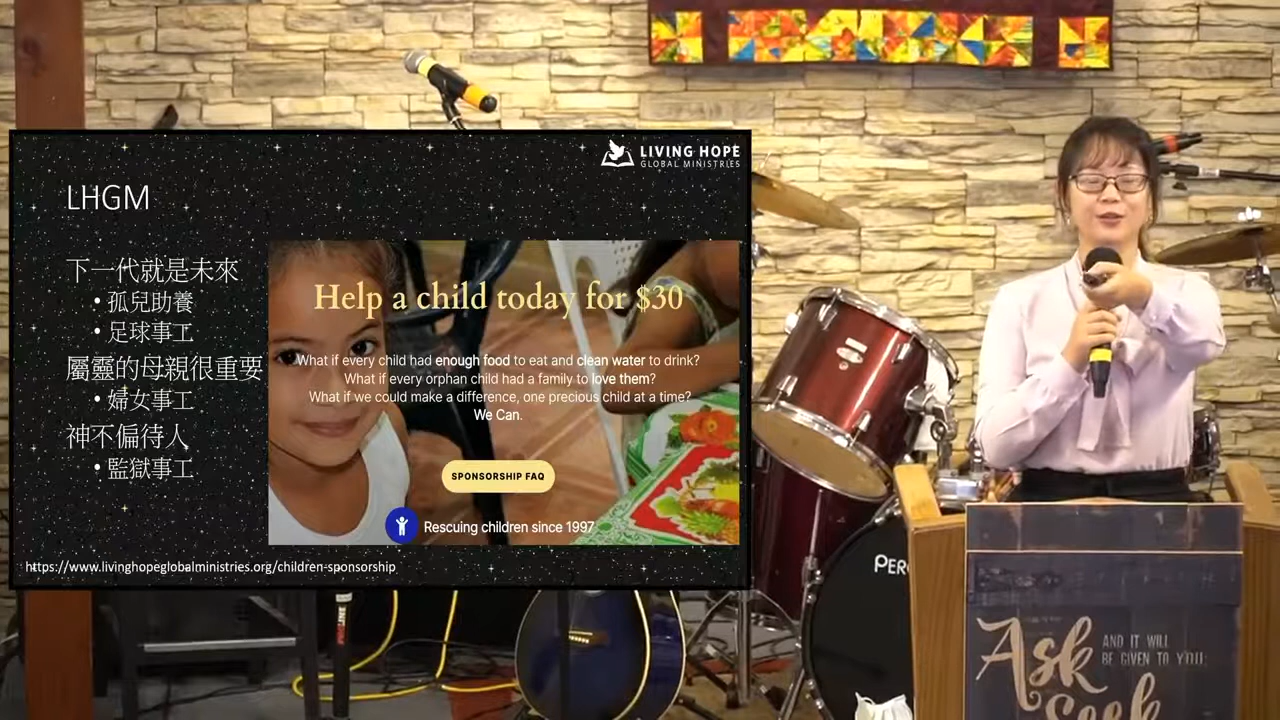 LIVING HOPE
GLOBAL MINISTRIES
LHGM
下一代就是未來
• 孤兒助養
• 足球事工
屬靈的母親很重要
• 婦女事工
神不偏待人
• 監獄事工
Help a child today for $30
What if every child had enough food to eat and clean water to drink?
What if every orphan child had a family to love them?
What if we could make a difference, one precious child at a time?
We Can.
SPONSORSHIP FAQ
Rescuing children since 1997
https://www.livinghopeglobalministries.org/children-sponsorship
Ask
AND IT WILL
BE GIVEN TO YOU;
Seek